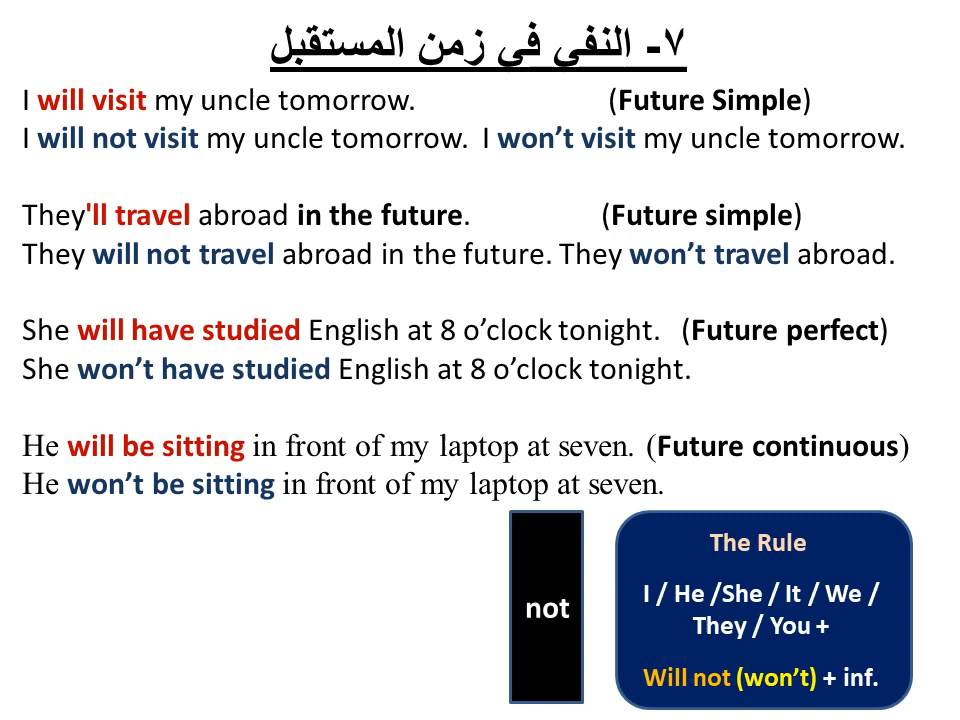 ٧- النفي في زمن المستقبل
I will visit my uncle tomorrow. (Future Simple)
I will not visit my uncle tomorrow. I won’t visit my uncle tomorrow.
They'll travel abroad in the future. (Future simple)
They will not travel abroad in the future. They won’t travel abroad.
She will have studied English at 8 o’clock tonight. (Future perfect)
She won’t have studied English at 8 o’clock tonight.
He will be sitting in front of my laptop at seven. (Future continuous)
He won’t be sitting in front of my laptop at seven.
not
The Rule
I / He /She / It / We /
They / You +
Will not (won’t) + inf.